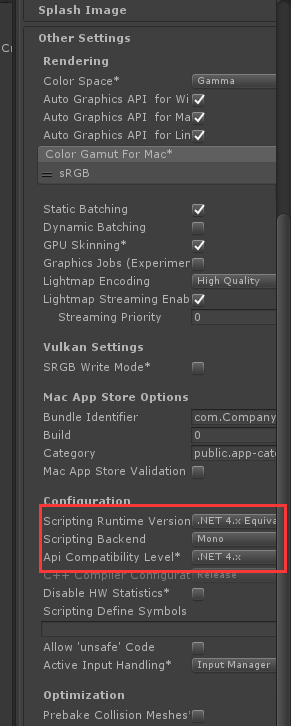 Splash Image
Other Settings
Rendering
Color Space* Gamma
Auto Graphics API for Wi
Auto Graphics API for Ma
Auto Graphics API for Lin
Color Gamut For Mac*
sRGB
Static Batching
Dynamic Batching
GPU Skinning*
Graphics Jobs (Experimer
Lightmap Encoding High Quality
Lightmap Streaming Enab
Streaming Priority 0
Vulkan Settings
SRGB Write Mode*
Mac App Store Options
Bundle Identifier com.Company
Build 0
Category public.app-cate
Mac App Store Validation
Configuration
Scripting Runtime Version .NET 4.x Equiva
Scripting Backend Mono
Api Compatibility Level* .NET 4.x
C++ Compiler Configurat Release
Disable HW Statistics*
Scripting Define Symbols
Allow 'unsafe' Code
Active Input Handling* Input Manager
Optimization
Prebake Collision Meshes*